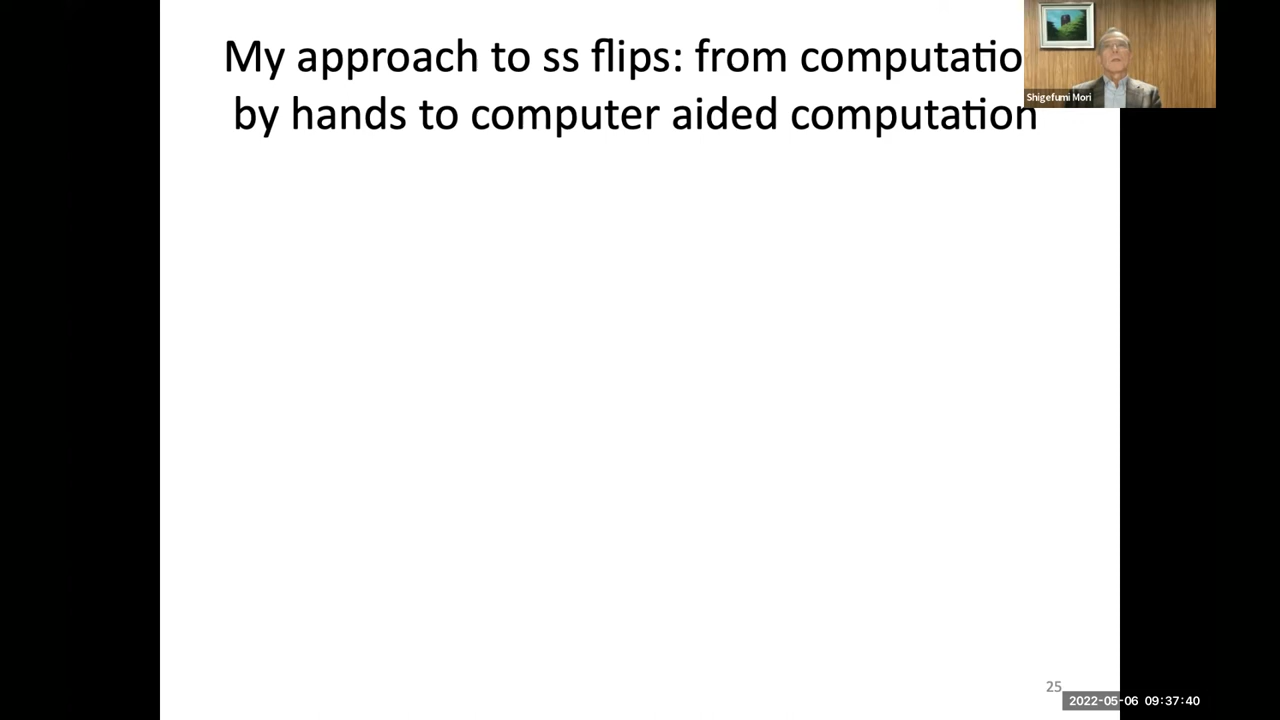 My approach to ss flips: from computatio
by hands to computer aided computation
Shigefumi Mori
25
2022-05-06 09:37:40